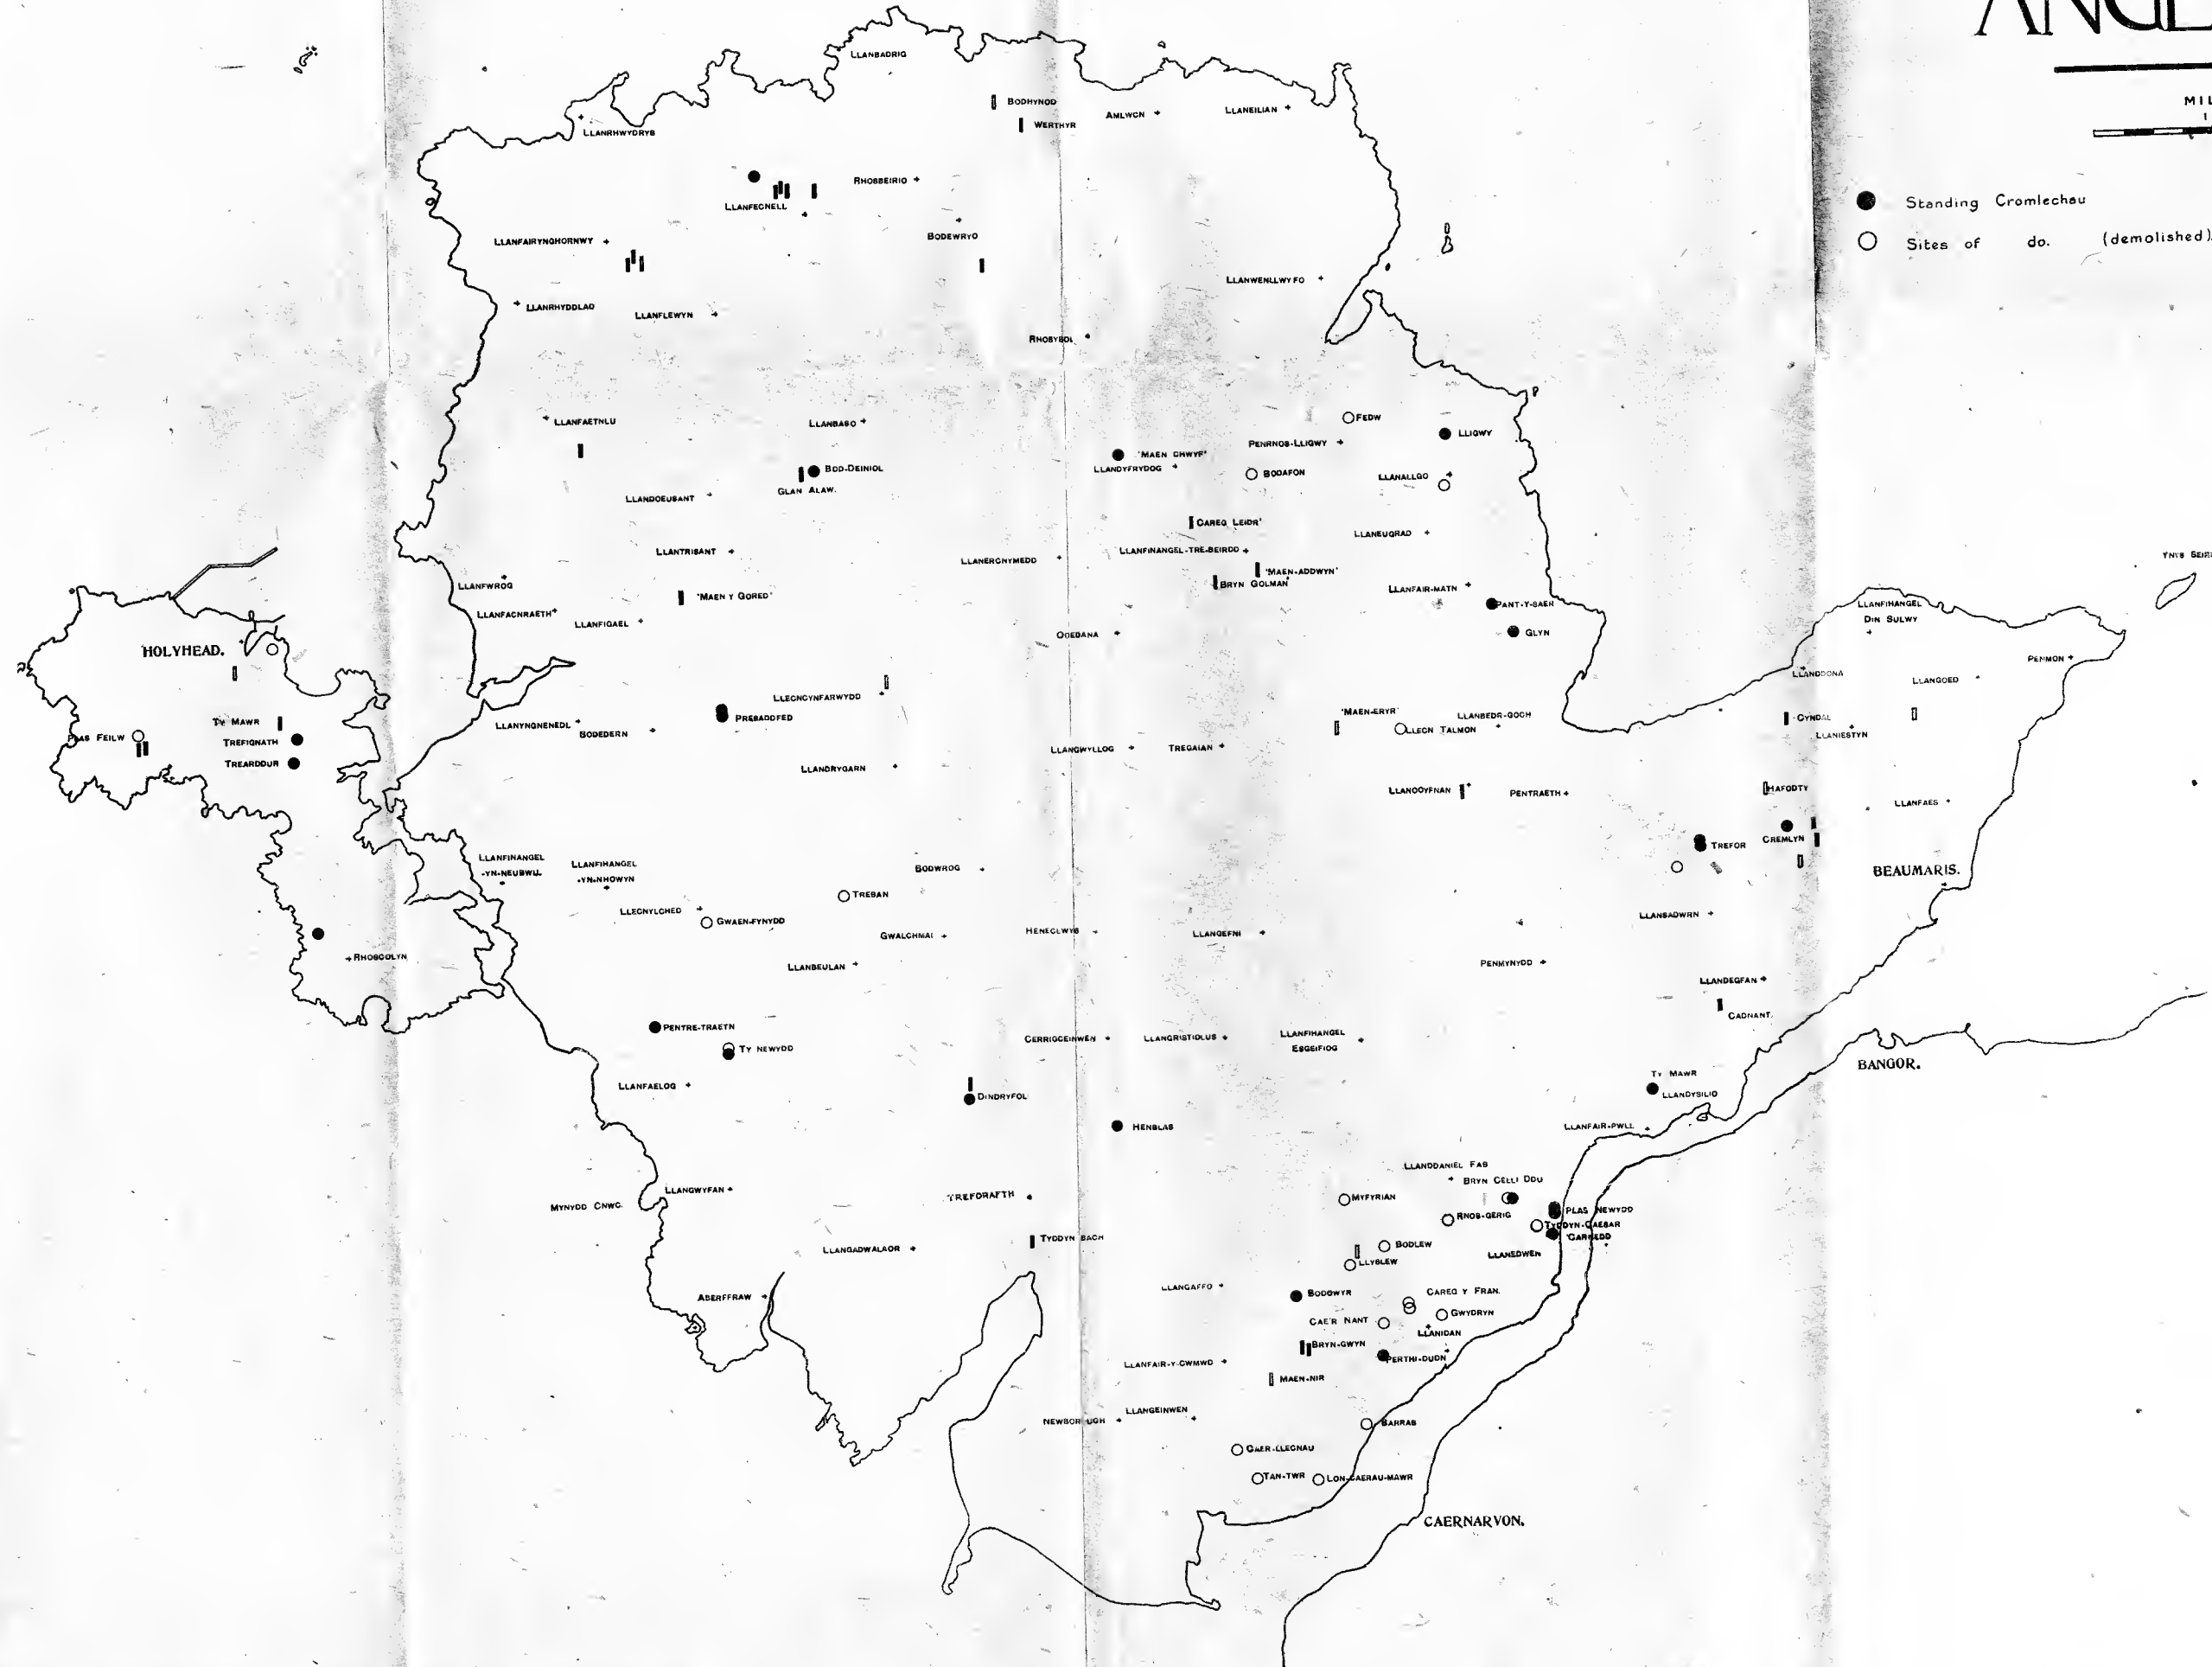 MIL
Standing Cromlechau
Sites of do. (demolished)
LLANBADRIG
BODHYNOD
WERTHYR
AMLWCH
LLANEILIAN
LLANRHWYDRYS
RHOSBEIRIO
LLANFECHELL
LLANFAIRYNGHORNWY
BODEWRYD
LLANWENLLWYFO
LLANRHYDDLAD
LLANFLEWYN
RHOSYBOL
LLANFAETHLU
LLANBABO
FEDW
LLIGWY
PENRHOS-LLIGWY
'MAEN CHWYF'
LLANDYFRYDOG
BODAFON
LLANALLGO
BOD-DEINIOL
GLAN ALAW.
LLANDDEUSANT
CAREG LEIDR'
LLANEUGRAD
LLANTRISANT
LLANERCHYMEDD
LLANFIHANGEL-TRE-BEIRDD
'MAEN-ADDWYN'
BRYN GOLMAN
YNYS SEIRI
LLANFWROG
'MAEN Y GORED'
LLANFAIR-MATH
LLANFACHRAETH
LLANFIGAEL
PANT-Y-SAER
GLYN
LLANFIHANGEL
DIN SULWY
COEDANA
HOLYHEAD.
PENMON
LLANDDONA
LLANGOED
LLECHCYNFARWYDD
PRESADDFED
TY MAWR
TREFIGNATH
TREARDDUR
PLAS FEILW
LLANYNGHENEDL
BODEDERN
'MAEN-ERYR'
LLANBEDR-GOCH
LLECH TALMON
CYNDAL
LLANIESTYN
LLANGWYLLOG
TREGAIAN
LLANDRYGARN
LLANDDYFNAN
PENTRAETH
HAFODTY
LLANFAES
TREFOR
CREMLYN
BEAUMARIS.
LLANFIHANGEL
-YN-NEUBWLL
LLANFIHANGEL
-YN-NHOWYN
BODWROG
TREBAN
LLECHYLCHED
GWAEN-FYNYDD
LLANSADWRN
GWALCHMAI
HENEGLWYS
LLANGEFNI
RHOSCOLYN
LLANBEULAN
PENMYNYDD
LLANDEGFAN
CADNANT.
PENTRE-TRAETH
TY NEWYDD
CERRIGCEINWEN
LLANGRISTIOLUS
LLANFIHANGEL
ESGEIFIOG
BANGOR.
LLANFAELOG
DINDRYFOL
TY MAWR
LLANDYSILIO
HENBLAS
LLANFAIR-PWLL
LLANDDANIEL FAB
BRYN CELLI DDU
LLANGWYFAN
MYNYDD CNWC.
TREFDRAETH
MYFYRIAN
RHOS-GERIG
PLAS NEWYDD
TYDDYN-CAESAR
'CARNEDD
TYDDYN BACH
LLANGADWALADR
BODLEW
LLYSLEW
LLANEDWEN
LLANGAFFO
BODOWYR
CAREG Y FRAN.
ABERFFRAW
CAE'R NANT
GWYDRYN
LLANIDAN
BRYN-GWYN
PERTHI-DUON
LLANFAIR-Y-CWMWD
MAEN-HIR
NEWBOROUGH
LLANGEINWEN
BARRAS
CAER-LLECHAU
TAN-TWR
LON-CAERAU-MAWR
CAERNARVON.